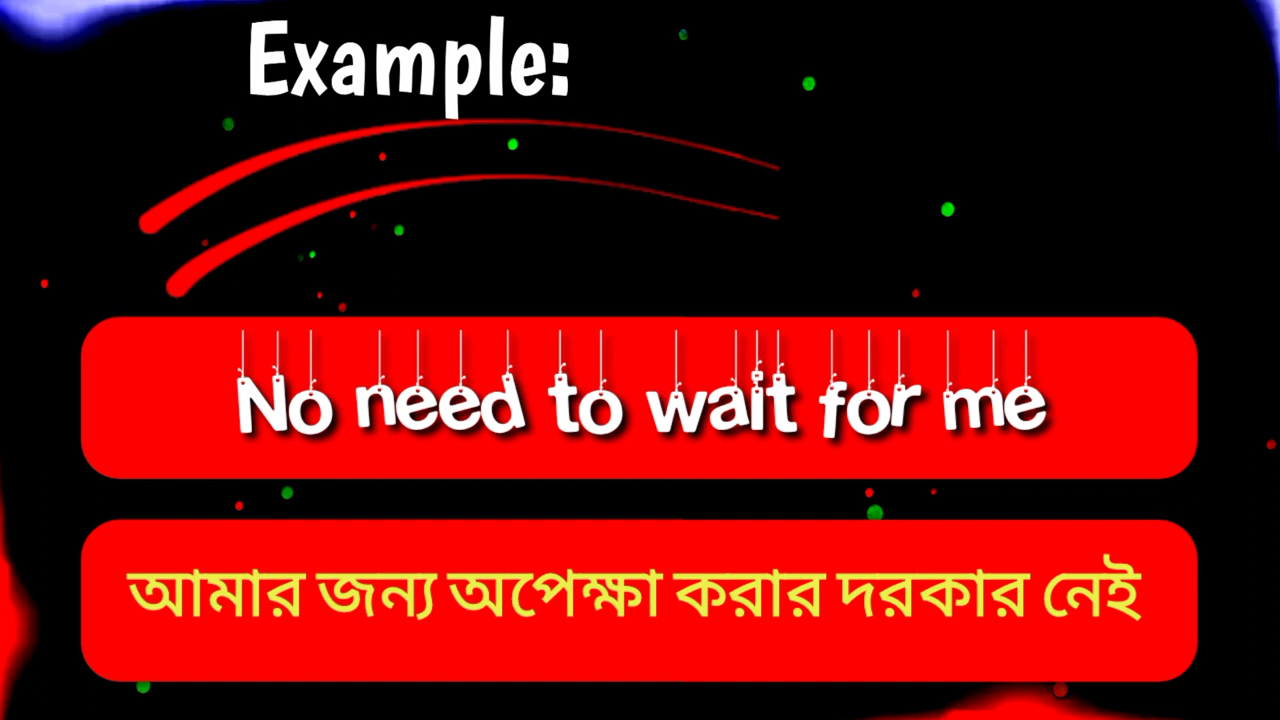 Example:
No need to wait for me
আমার জন্য অপেক্ষা করার দরকার নেই